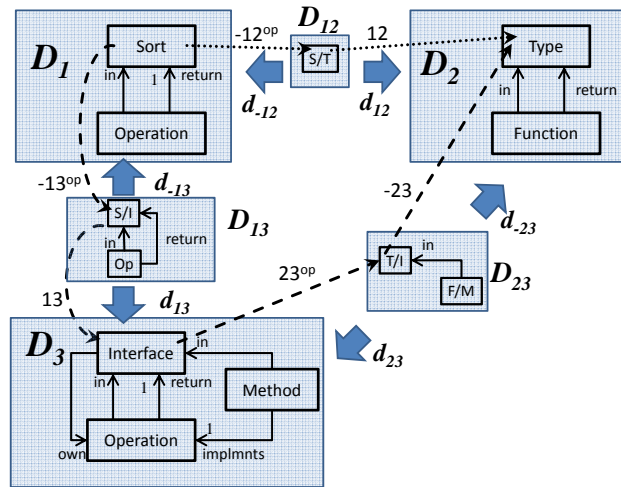 D12
Sort
-12op
12
Type
S/T
D1
D2
in
1
return
in
return
d-12
d12
Operation
Function
-13op
d-13
-23
S/I
D13
d-23
in
return
in
Op
23op
T/I
D23
F/M
13
d13
D3
in
d23
Interface
in
1
return
Method
Operation
1
own
implmnts